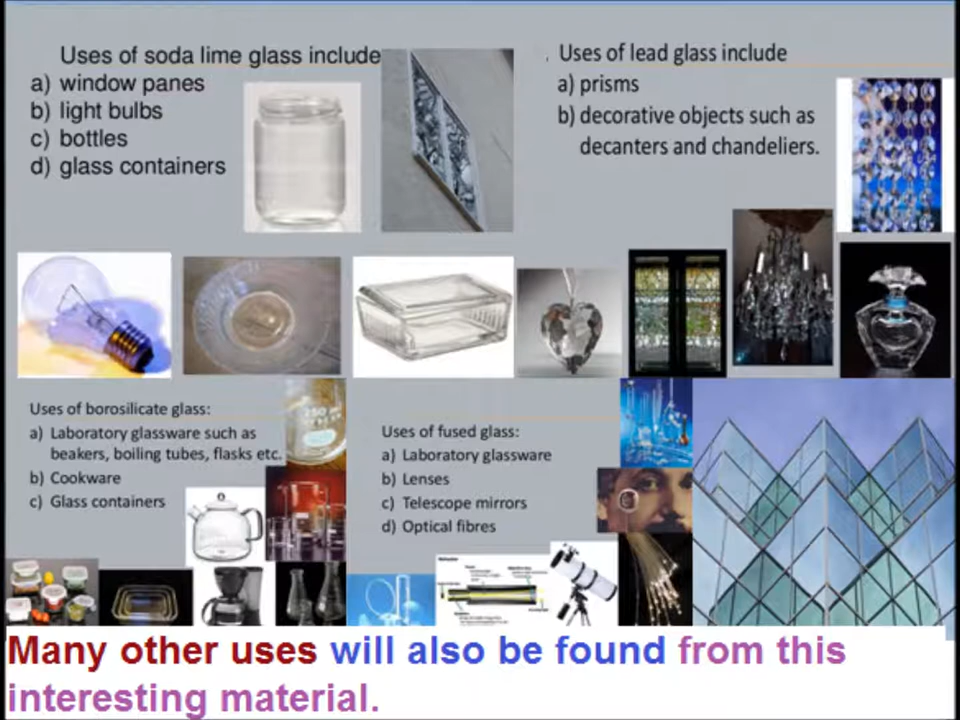 Uses of soda lime glass include
a) window panes
b) light bulbs
c) bottles
d) glass containers
. Uses of lead glass include
a) prisms
b) decorative objects such as
decanters and chandeliers.
Uses of borosilicate glass:
a) Laboratory glassware such as
beakers, boiling tubes, flasks etc.
b) Cookware
c) Glass containers
Uses of fused glass:
a) Laboratory glassware
b) Lenses
c) Telescope mirrors
d) Optical fibres
Many other uses will also be found from this
interesting material.